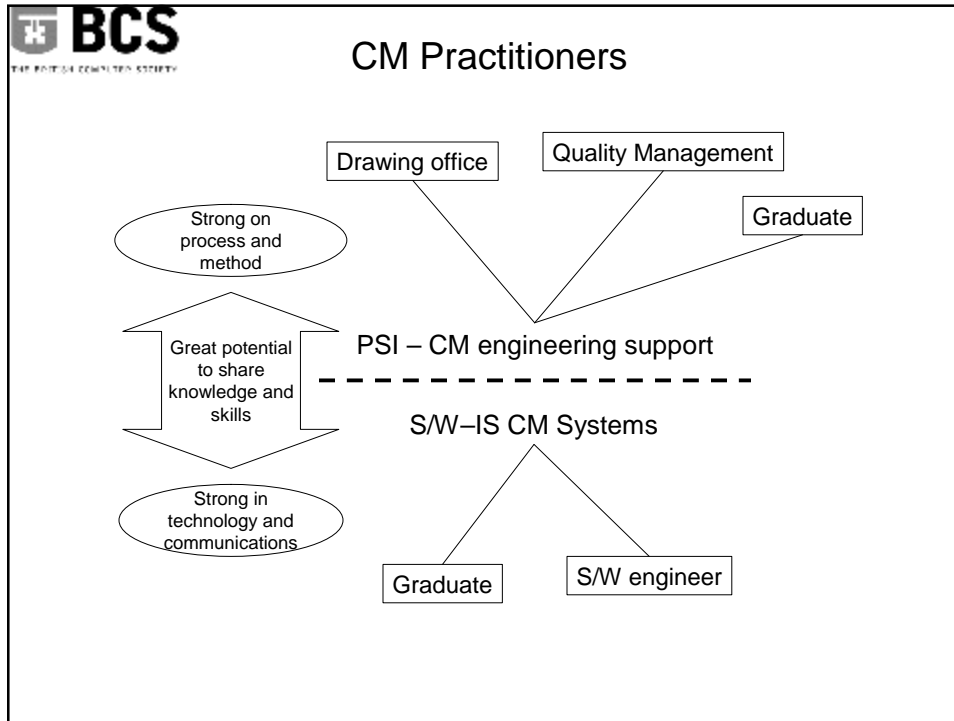 BCS
THE BRITISH COMPUTER SOCIETY
CM Practitioners
Drawing office
Quality Management
Graduate
Strong on
process and
method
Great potential
to share
knowledge and
skills
PSI – CM engineering support
S/W–IS CM Systems
Strong in
technology and
communications
Graduate
S/W engineer